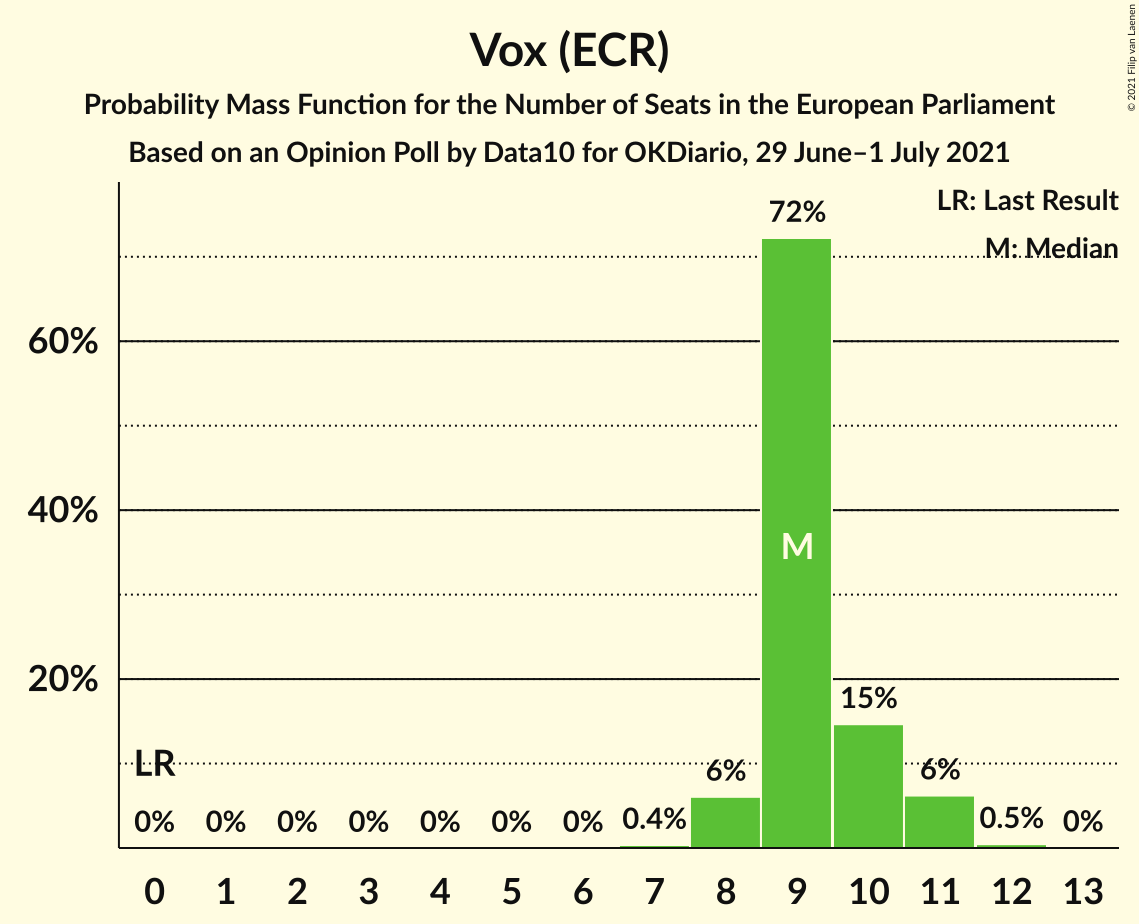 Vox (ECR)
Probability Mass Function for the Number of Seats in the European Parliament
Based on an Opinion Poll by Data10 for OKDiario, 29 June–1 July 2021
© 2021 Filip van Laenen
LR: Last Result
M: Median
72%
60%
40%
M
20%
15%
LR
6%
6%
0%
0%
0%
0%
0%
0%
0%
0.4%
0.5%
0%
0 1 2 3 4 5 6 7 8 9 10 11 12 13